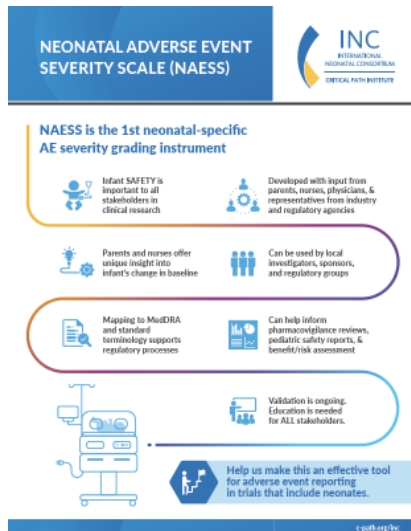 NEONATAL ADVERSE EVENT
SEVERITY SCALE (NAESS)
INC
INTERNATIONAL
NEONATAL CONSORTIUM
CRITICAL PATH INSTITUTE
NAESS is the 1st neonatal-specific
AE severity grading instrument
Infant SAFETY is
important to all
stakeholders in
clinical research
Developed with input from
parents, nurses, physicians, &
representatives from industry
and regulatory agencies
Parents and nurses offer
unique insight into
infant's change in baseline
Can be used by local
investigators, sponsors,
and regulatory groups
Mapping to MedDRA
and standard
terminology supports
regulatory processes
Can help inform
pharmacovigilance reviews,
pediatric safety reports, &
benefit/risk assessment
Validation is ongoing.
Education is needed
for ALL stakeholders.
Help us make this an effective tool
for adverse event reporting
in trials that include neonates.
c-path.org/inc